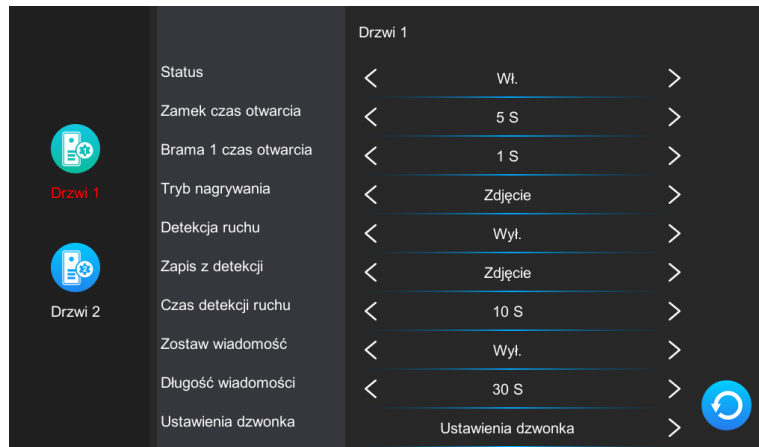 Drzwi 1
Status
Wł.
Zamek czas otwarcia
5 S
Brama 1 czas otwarcia
1 S
Tryb nagrywania
Zdjęcie
Detekcja ruchu
Wył.
Zapis z detekcji
Zdjęcie
Czas detekcji ruchu
10 S
Zostaw wiadomość
Wył.
Długość wiadomości
30 S
Ustawienia dzwonka
Ustawienia dzwonka
Drzwi 1
Drzwi 2